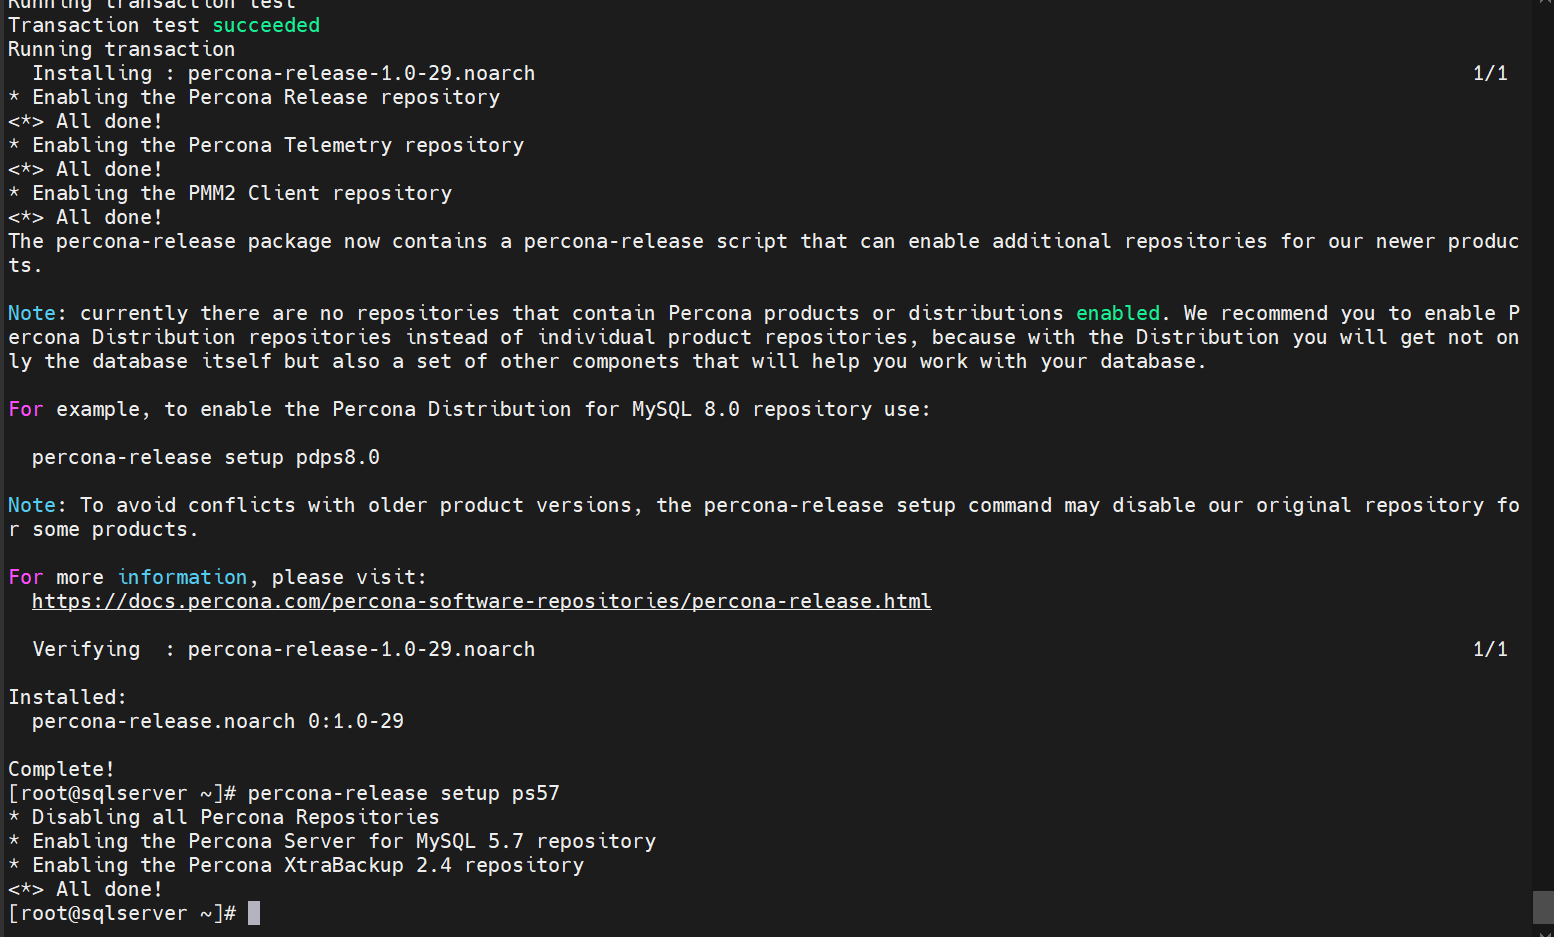 Running transaction test
Transaction test succeeded
Running transaction
  Installing : percona-release-1.0-29.noarch 1/1
* Enabling the Percona Release repository
<*> All done!
* Enabling the Percona Telemetry repository
<*> All done!
* Enabling the PMM2 Client repository
<*> All done!
The percona-release package now contains a percona-release script that can enable additional repositories for our newer produc
ts.
Note: currently there are no repositories that contain Percona products or distributions enabled. We recommend you to enable P
ercona Distribution repositories instead of individual product repositories, because with the Distribution you will get not on
ly the database itself but also a set of other componets that will help you work with your database.
For example, to enable the Percona Distribution for MySQL 8.0 repository use:
  percona-release setup pdps8.0
Note: To avoid conflicts with older product versions, the percona-release setup command may disable our original repository fo
r some products.
For more information, please visit:
  https://docs.percona.com/percona-software-repositories/percona-release.html
  Verifying  : percona-release-1.0-29.noarch 1/1
Installed:
  percona-release.noarch 0:1.0-29
Complete!
[root@sqlserver ~]# percona-release setup ps57
* Disabling all Percona Repositories
* Enabling the Percona Server for MySQL 5.7 repository
* Enabling the Percona XtraBackup 2.4 repository
<*> All done!
[root@sqlserver ~]#